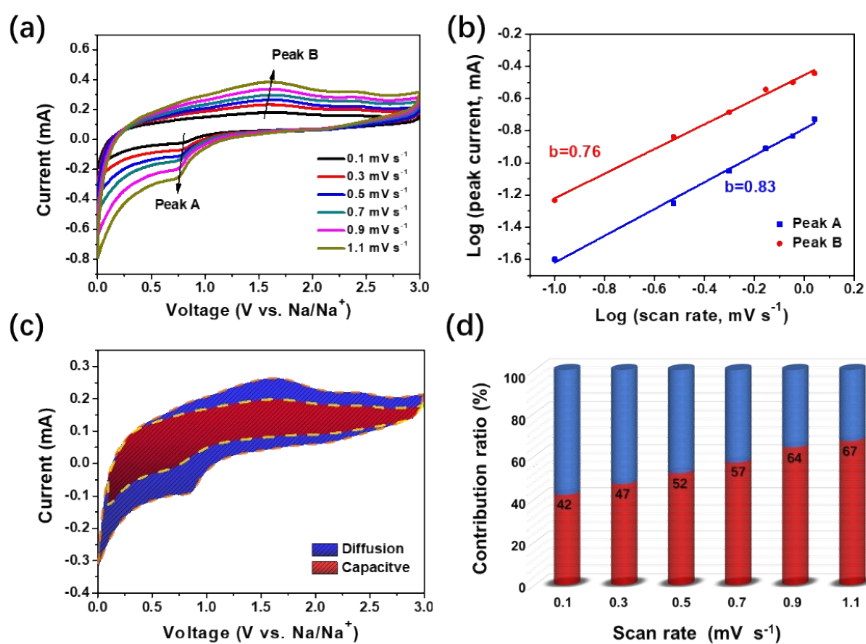 (a)
0.6
0.4
0.2
0.0
-0.2
-0.4
-0.6
-0.8
Current (mA)
Peak B
Peak A
0.1 mV s-1
0.3 mV s-1
0.5 mV s-1
0.7 mV s-1
0.9 mV s-1
1.1 mV s-1
0.0 0.5 1.0 1.5 2.0 2.5 3.0
Voltage (V vs. Na/Na+)
(b)
-0.2
-0.4
-0.6
-0.8
-1.0
-1.2
-1.4
-1.6
Log (peak current, mA)
b=0.76
b=0.83
Peak A
Peak B
-1.0 -0.8 -0.6 -0.4 -0.2 0.0 0.2
Log (scan rate, mV s-1)
(c)
0.3
0.2
0.1
0.0
-0.1
-0.2
-0.3
-0.4
Current (mA)
Diffusion
Capacitve
0.0 0.5 1.0 1.5 2.0 2.5 3.0
Voltage (V vs. Na/Na+)
(d)
100
80
60
40
20
0
Contribution ratio (%)
42 47 52 57 64 67
0.1 0.3 0.5 0.7 0.9 1.1
Scan rate (mV s-1)